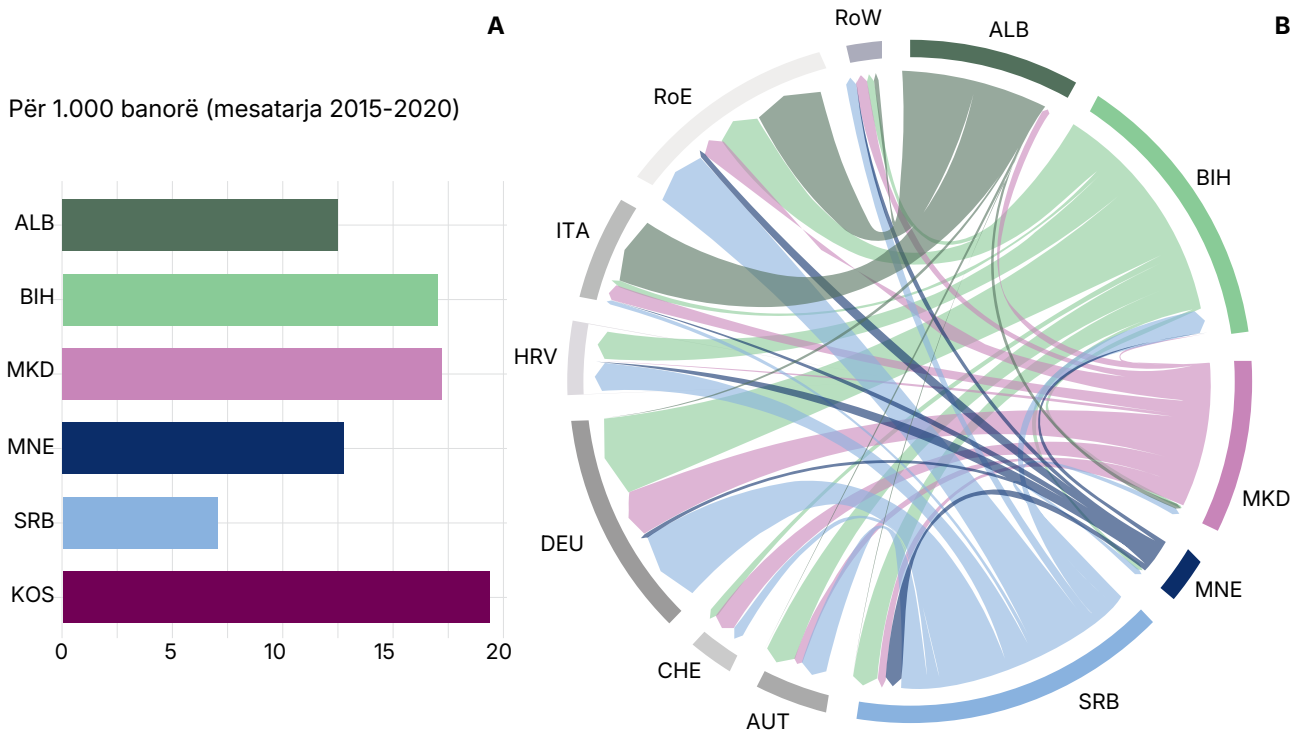 A
Për 1.000 banorë (mesatarja 2015-2020)
ALB
BIH
MKD
MNE
SRB
KOS
0
5
10
15
20
B
RoW
ALB
RoE
BIH
ITA
HRV
MKD
DEU
MNE
CHE
SRB
AUT